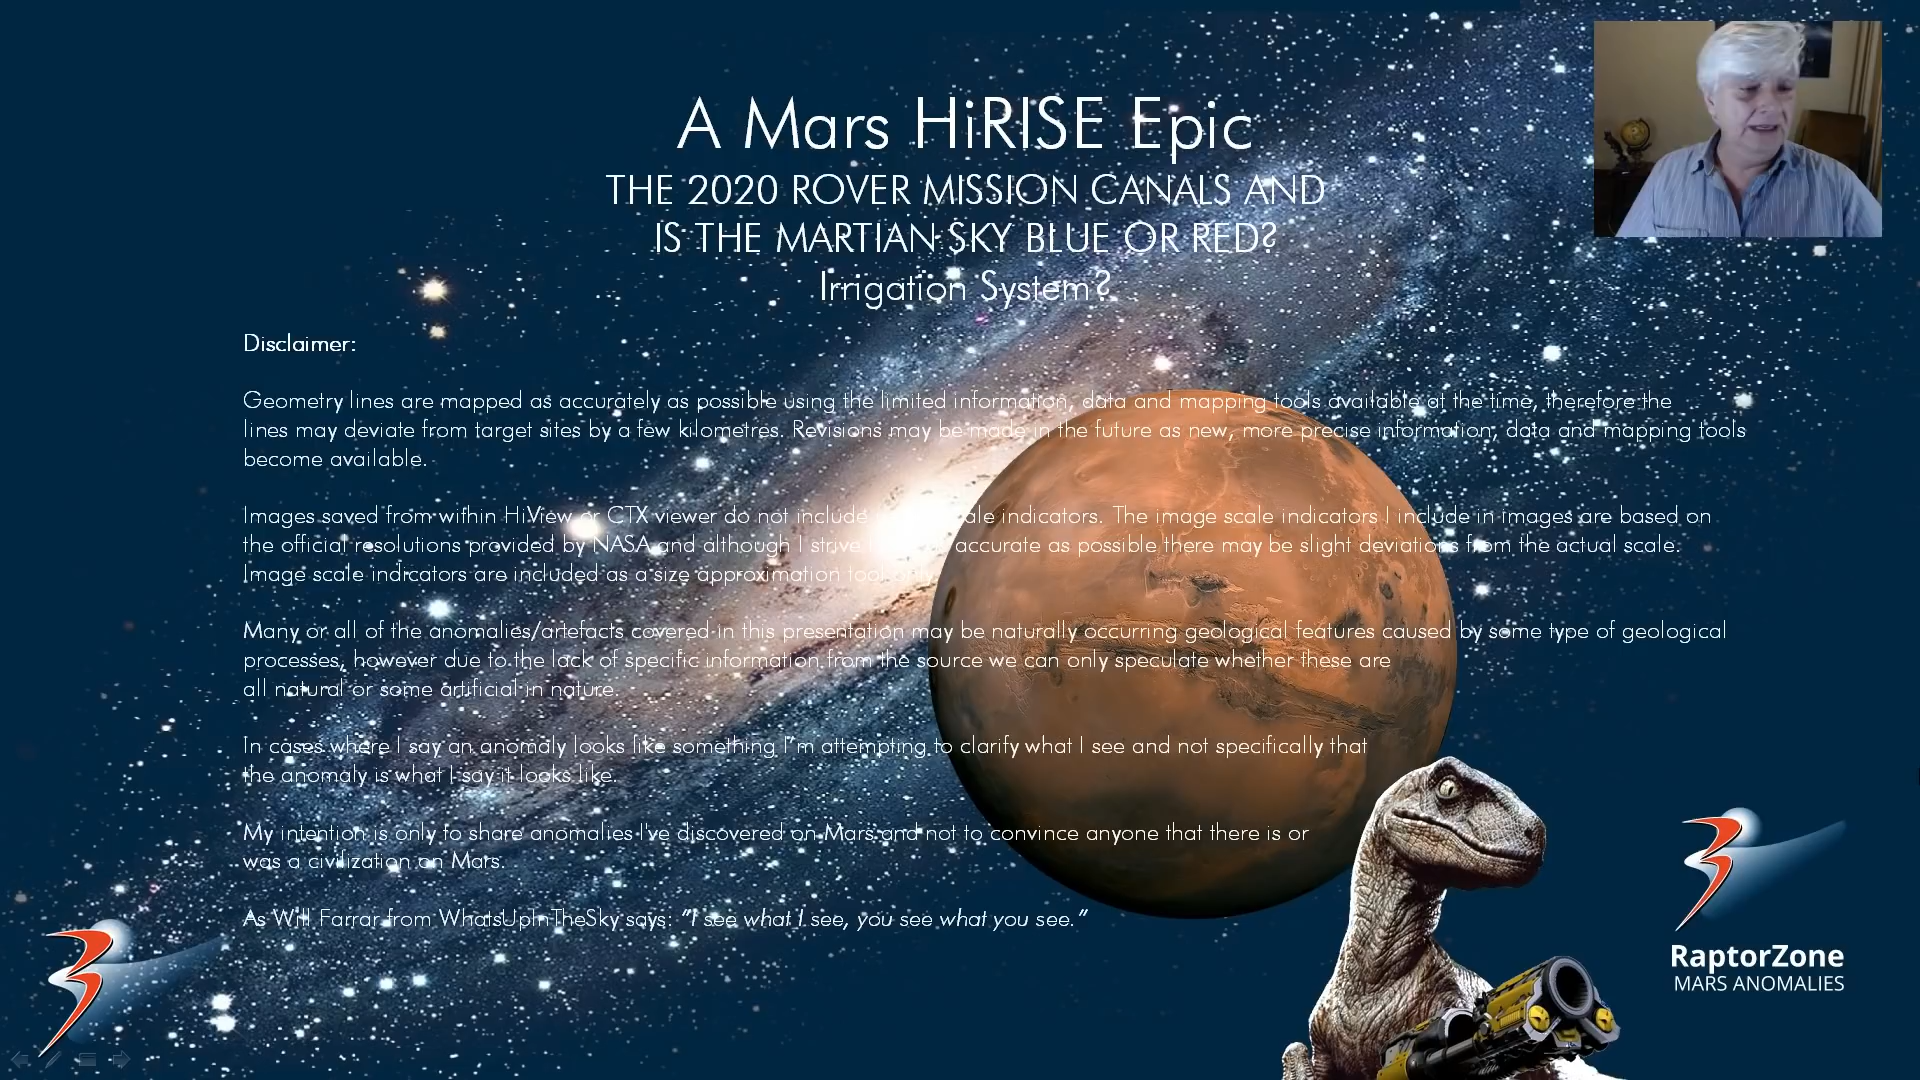 A Mars HiRISE Epic
THE 2020 ROVER MISSION CANALS AND
IS THE MARTIAN SKY BLUE OR RED?
Irrigation System?
Disclaimer:
Geometry lines are mapped as accurately as possible using the limited information, data and mapping tools available at the time, therefore the
lines may deviate from target sites by a few kilometres. Revisions may be made in the future as new, more precise information, data and mapping tools
become available.
Images saved from within HiView or CTX viewer do not include ale indicators. The image scale indicators I include in images are based on
the official resolutions provided by NASA and although I strive accurate as possible there may be slight deviations from the actual scale.
Image scale indicators are included as a size approximation tool only.
Many or all of the anomalies/artefacts covered in this presentation may be naturally occurring geological features caused by some type of geological
processes, however due to the lack of specific information from the source we can only speculate whether these are
all natural or some artificial in nature.
In cases where I say an anomaly looks like something I'm attempting to clarify what I see and not specifically that
the anomaly is what I say it looks like.
My intention is only to share anomalies I've discovered on Mars and not to convince anyone that there is or
was a civilization on Mars.
As Will Farrar from WhatsUpInTheSky says: "I see what I see, you see what you see."
RaptorZone
MARS ANOMALIES